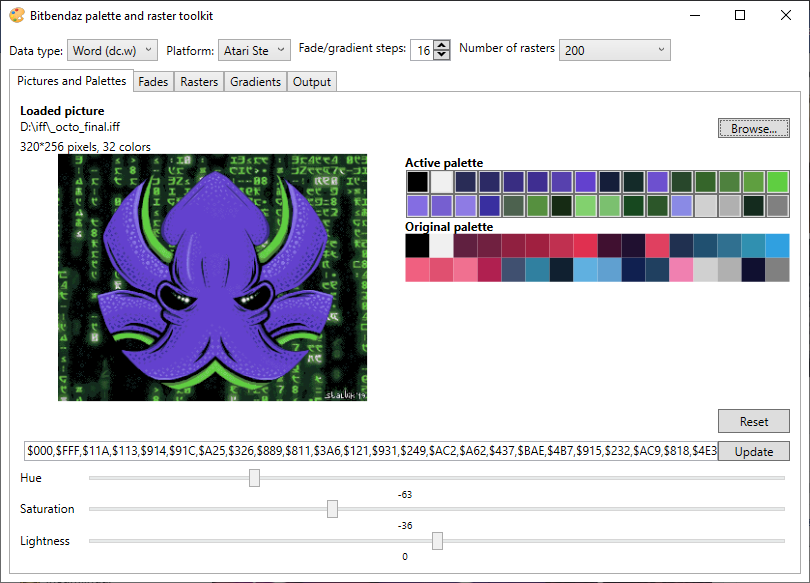 Bitbendaz palette and raster toolkit
Data type: Word (dc.w) Platform: Atari Ste Fade/gradient steps: 16 Number of rasters 200
Pictures and Palettes Fades Rasters Gradients Output
Loaded picture
D:\iff\_octo_final.iff
Browse...
320*256 pixels, 32 colors
Active palette
Original palette
Reset
$000,$FFF,$11A,$113,$914,$91C,$A25,$326,$889,$811,$3A6,$121,$931,$249,$AC2,$A62,$437,$BAE,$4B7,$915,$232,$AC9,$818,$4E3 Update
Hue
-63
Saturation
-36
Lightness
0